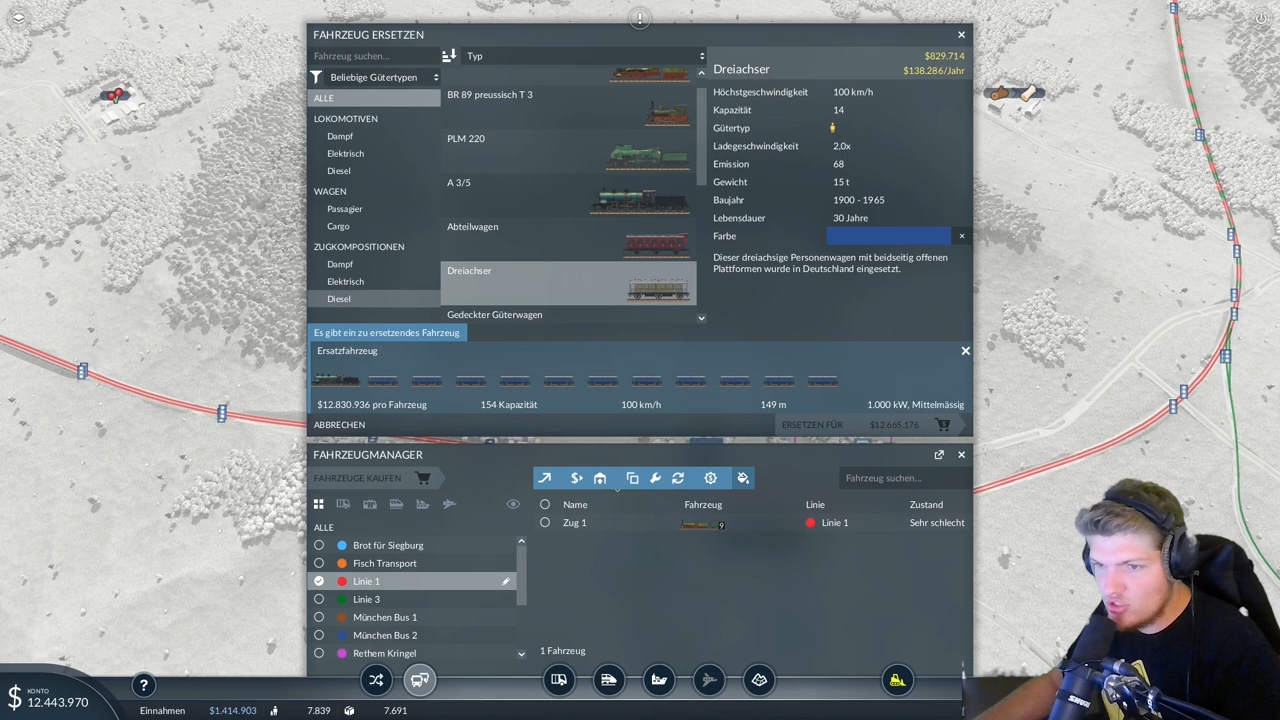 FAHRZEUG ERSETZEN
Fahrzeug suchen...
Typ
$829.714
Dreiachser
$138.286/Jahr
Beliebige Gütertypen
ALLE
LOKOMOTIVEN
Dampf
Elektrisch
Diesel
WAGEN
Passagier
Cargo
ZUGKOMPOSITIONEN
Dampf
Elektrisch
Diesel
BR 89 preussisch T 3
PLM 220
A 3/5
Abteilwagen
Dreiachser
Gedeckter Güterwagen
Höchstgeschwindigkeit 100 km/h
Kapazität 14
Gütertyp
Ladegeschwindigkeit 2,0x
Emission 68
Gewicht 15 t
Baujahr 1900 - 1965
Lebensdauer 30 Jahre
Farbe
Dieser dreiachsige Personenwagen mit beidseitig offenen
Plattformen wurde in Deutschland eingesetzt.
Es gibt ein zu ersetzendes Fahrzeug
Ersatzfahrzeug
$12.830.936 pro Fahrzeug 154 Kapazität 100 km/h 149 m 1.000 kW, Mittelmässig
ABBRECHEN
ERSETZEN FÜR $12.665.176
FAHRZEUGMANAGER
FAHRZEUGE KAUFEN
Fahrzeug suchen...
ALLE
Brot für Siegburg
Fisch Transport
Linie 1
Linie 3
München Bus 1
München Bus 2
Rethem Kringel
Name Fahrzeug Linie Zustand
Zug 1 9 Linie 1 Sehr schlecht
1 Fahrzeug
KONTO
$ 12.443.970
?
Einnahmen $1.414.903 7.839 7.691
SHURE